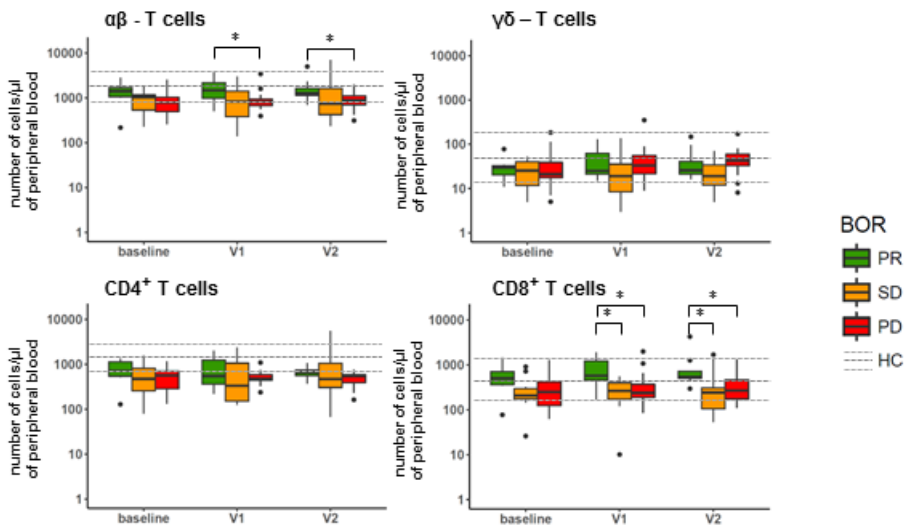 αβ - T cells
number of cells/µl
of peripheral blood
10000
1000
100
10
1
*
*
baseline
V1
V2
γδ – T cells
number of cells/µl
of peripheral blood
10000
1000
100
10
1
baseline
V1
V2
CD4⁺ T cells
number of cells/µl
of peripheral blood
10000
1000
100
10
1
baseline
V1
V2
CD8⁺ T cells
number of cells/µl
of peripheral blood
10000
1000
100
10
1
*
*
*
*
baseline
V1
V2
BOR
PR
SD
PD
HC